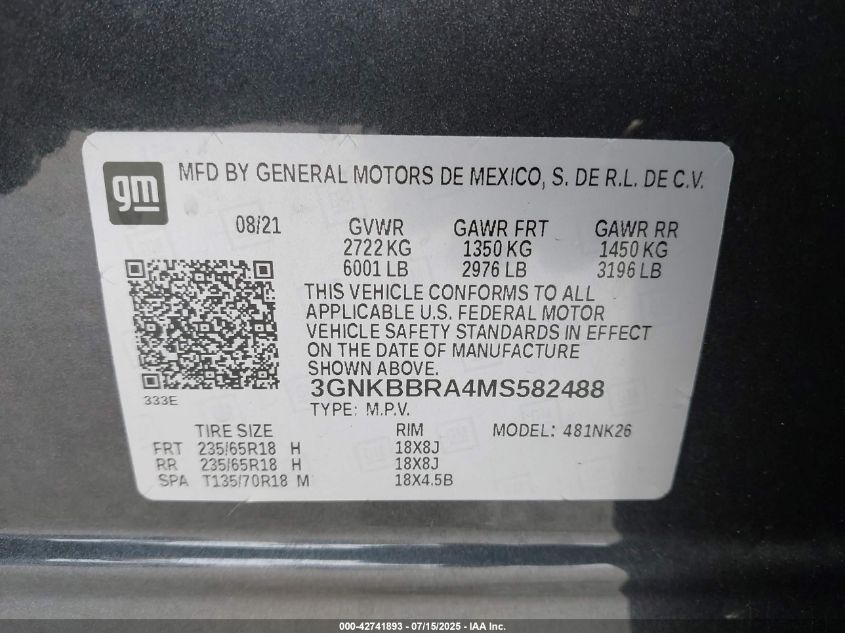 gm
MFD BY GENERAL MOTORS DE MEXICO, S. DE R.L. DE C.V.
08/21 GVWR GAWR FRT GAWR RR
2722 KG 1350 KG 1450 KG
6001 LB 2976 LB 3196 LB
THIS VEHICLE CONFORMS TO ALL
APPLICABLE U.S. FEDERAL MOTOR
VEHICLE SAFETY STANDARDS IN EFFECT
ON THE DATE OF MANUFACTURE
SHOWN ABOVE.
333E
3GNKBBRA4MS582488
TYPE: M.P.V.
TIRE SIZE RIM MODEL: 481NK26
FRT 235/65R18 H 18X8J
RR 235/65R18 H 18X8J
SPA T135/70R18 M 18X4.5B
000-42741893 - 07/15/2025 - IAA Inc.